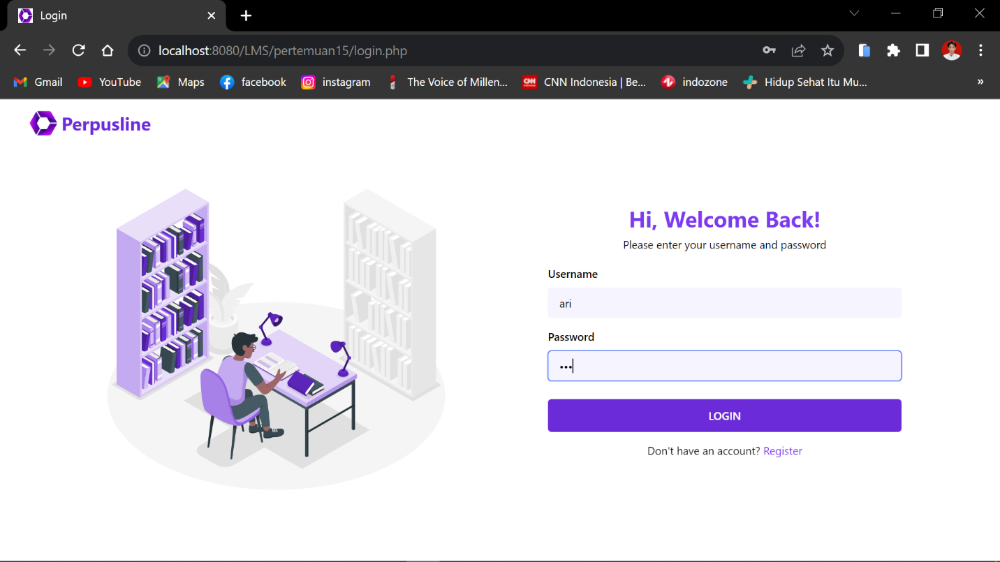 Login
localhost:8080/LMS/pertemuan15/login.php
Gmail YouTube Maps facebook instagram The Voice of Millen... CNN Indonesia | Be... indozone Hidup Sehat Itu Mu... »
Perpusline
Hi, Welcome Back!
Please enter your username and password
Username
ari
Password
•••
LOGIN
Don't have an account? Register